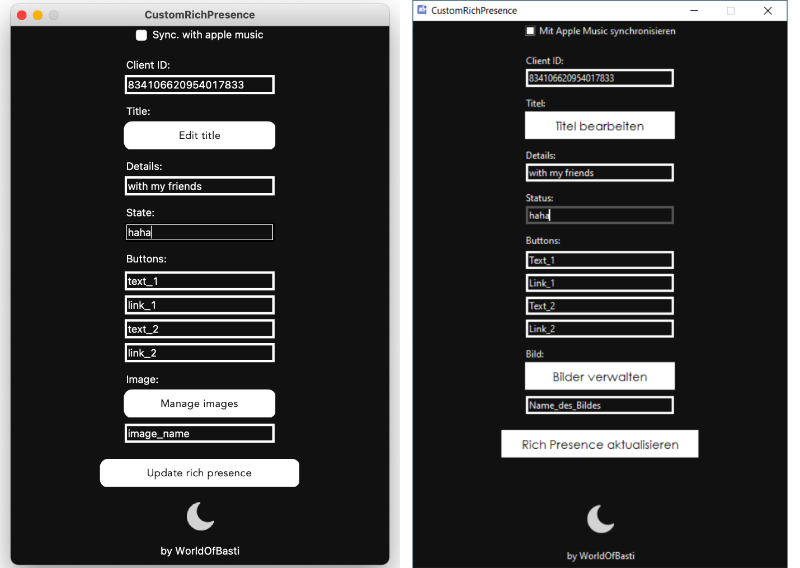 CustomRichPresence
Sync. with apple music
Client ID:
834106620954017833
Title:
Edit title
Details:
with my friends
State:
haha
Buttons:
text_1
link_1
text_2
link_2
Image:
Manage images
image_name
Update rich presence
by WorldOfBasti
CustomRichPresence
Mit Apple Music synchronisieren
Client ID:
834106620954017833
Titel:
Titel bearbeiten
Details:
with my friends
Status:
haha
Buttons:
Text_1
Link_1
Text_2
Link_2
Bild:
Bilder verwalten
Name_des_Bildes
Rich Presence aktualisieren
by WorldOfBasti